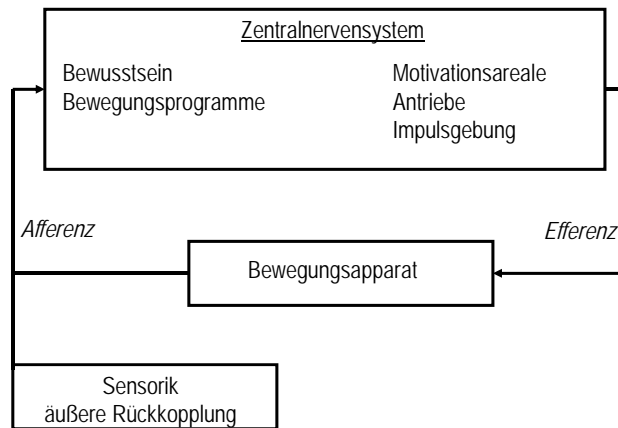 Zentralnervensystem
Bewusstsein
Bewegungsprogramme
Motivationsareale
Antriebe
Impulsgebung
Afferenz
Efferenz
Bewegungsapparat
Sensorik
äußere Rückkopplung